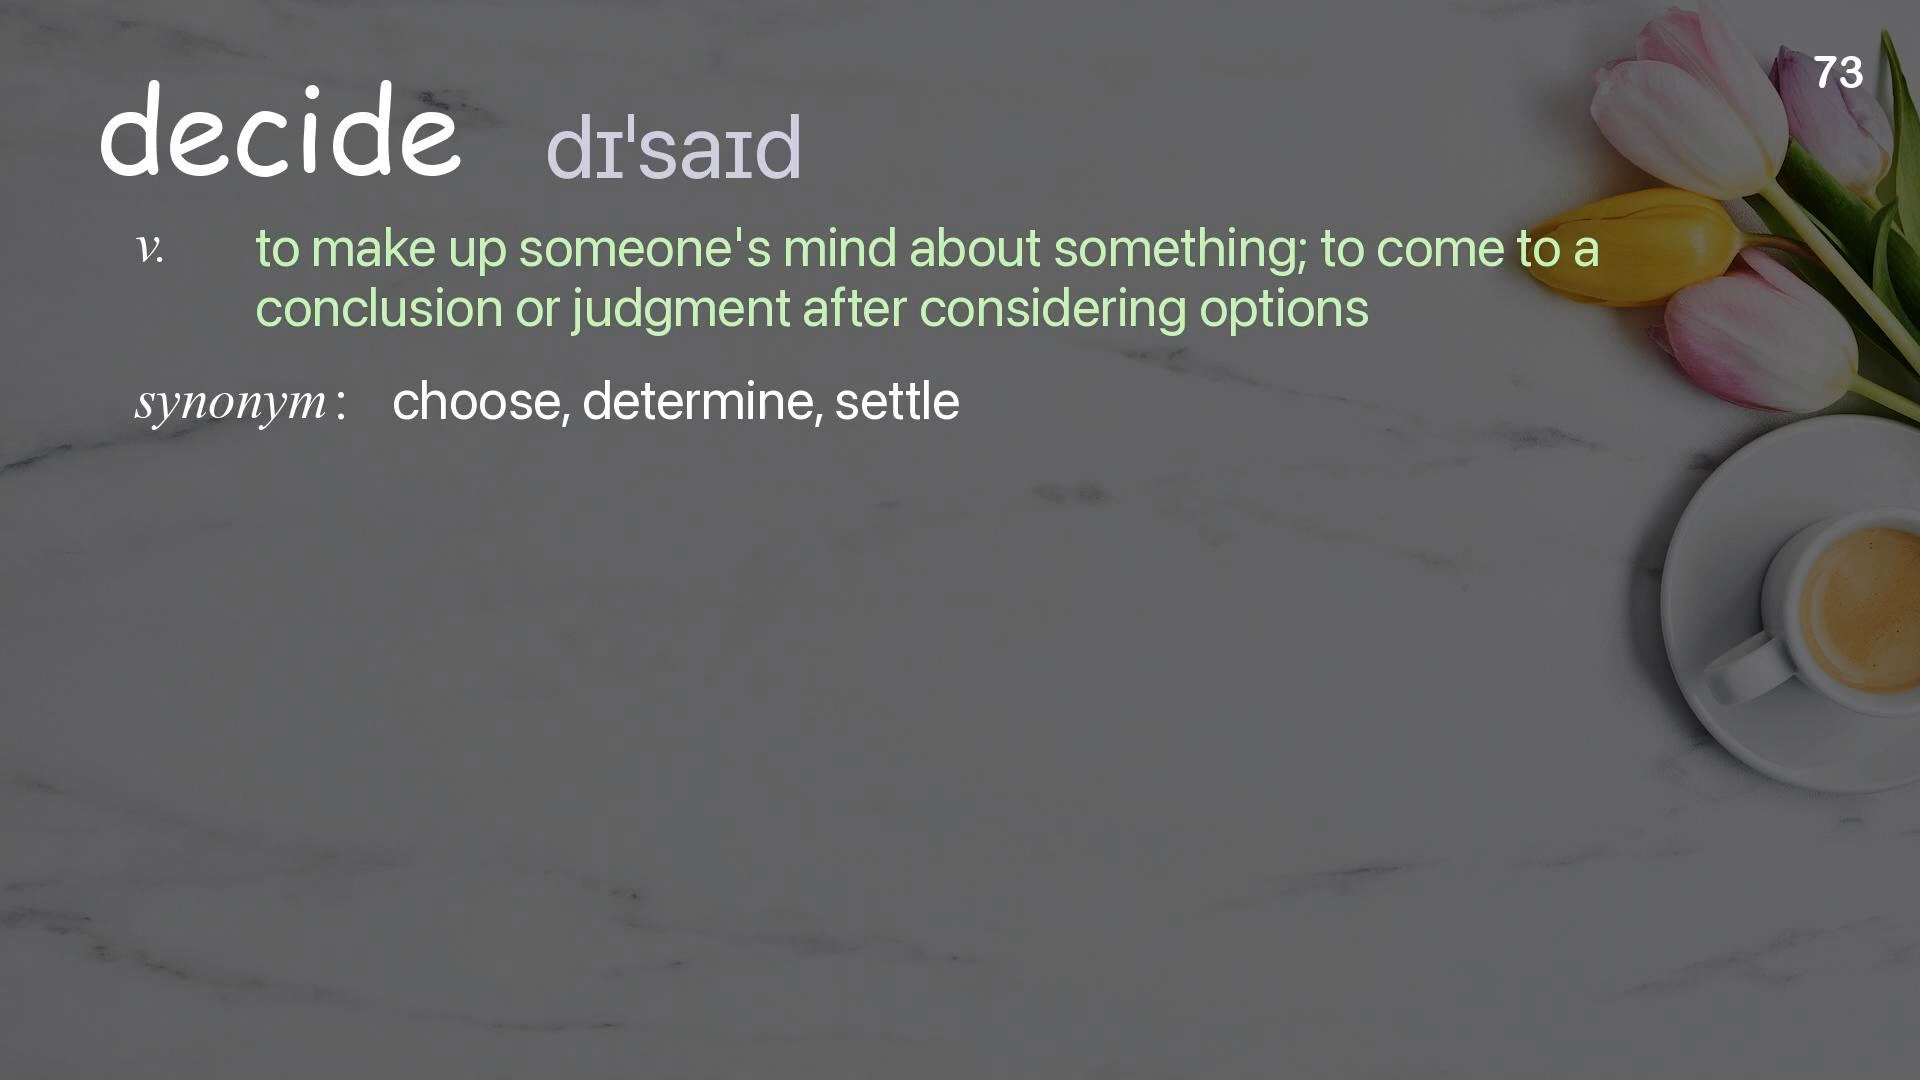 73
decide dɪˈsaɪd
v. to make up someone's mind about something; to come to a
conclusion or judgment after considering options
synonym: choose, determine, settle